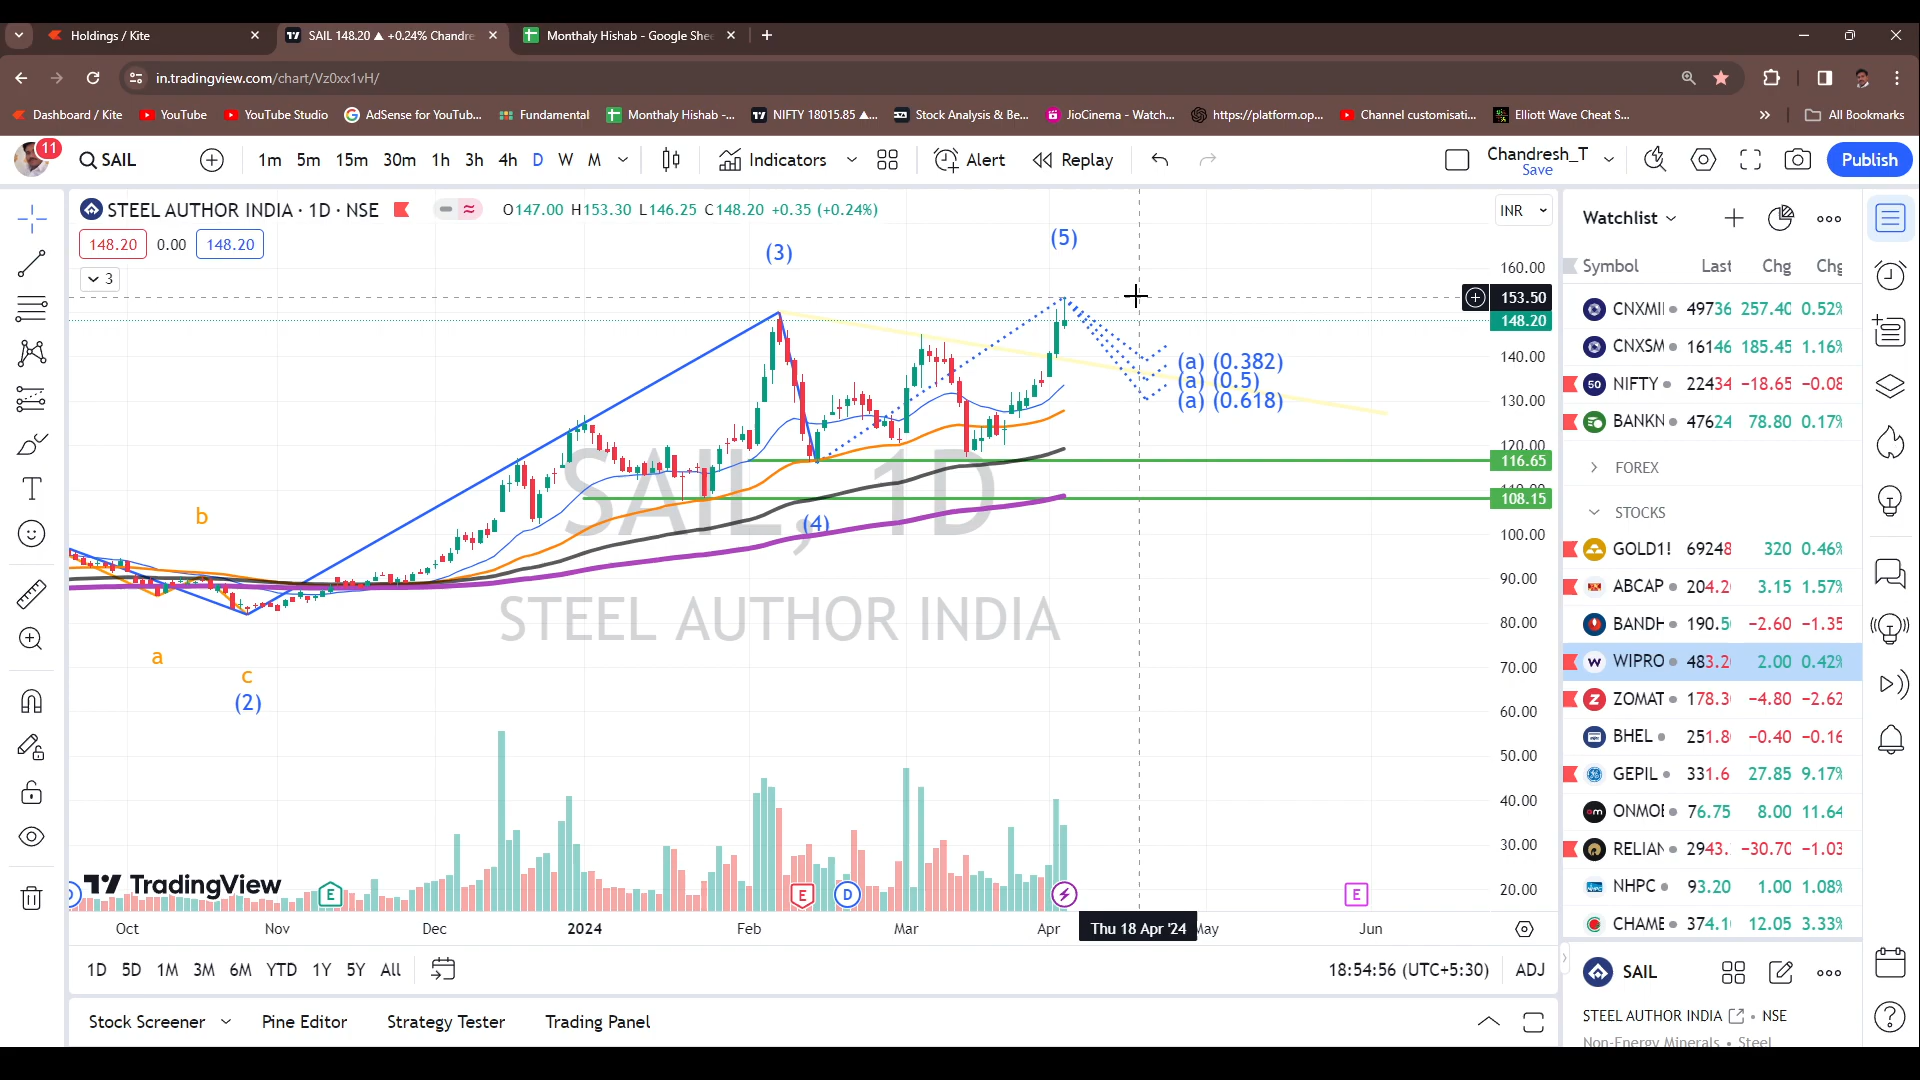 Holdings / Kite
SAIL 148.20 ▲ +0.24% Chandre
Monthaly Hishab - Google She
in.tradingview.com/chart/Vz0xx1vH/
Dashboard / Kite
YouTube
YouTube Studio
AdSense for YouTub...
Fundamental
Monthaly Hishab -...
NIFTY 18015.85 ▲...
Stock Analysis & Be...
JioCinema - Watch...
https://platform.op...
Channel customisati...
Elliott Wave Cheat S...
All Bookmarks
11
SAIL
1m 5m 15m 30m 1h 3h 4h D W M
Indicators
Alert
Replay
Chandresh_T
Save
Publish
STEEL AUTHOR INDIA · 1D · NSE
O147.00 H153.30 L146.25 C148.20 +0.35 (+0.24%)
148.20 0.00 148.20
3
INR
(3)
(5)
(a) (0.382)
(a) (0.5)
(a) (0.618)
(4)
b
a
c
(2)
SAIL, 1D
STEEL AUTHOR INDIA
160.00
153.50
148.20
140.00
130.00
120.00
116.65
108.15
100.00
90.00
80.00
70.00
60.00
50.00
40.00
30.00
20.00
TradingView
E
E
D
E
Oct Nov Dec 2024 Feb Mar Apr Thu 18 Apr '24 May Jun
1D 5D 1M 3M 6M YTD 1Y 5Y All
18:54:56 (UTC+5:30) ADJ
Stock Screener
Pine Editor
Strategy Tester
Trading Panel
Watchlist
Symbol Last Chg Chg
CNXMI 49736 257.40 0.52%
CNXSM 16146 185.45 1.16%
50 NIFTY 22434 −18.65 −0.08
BANKN 47624 78.80 0.17%
FOREX
STOCKS
GOLD1! 69248 320 0.46%
ABCAP 204.2 3.15 1.57%
BANDH 190.5 −2.60 −1.35
W WIPRO 483.2 2.00 0.42%
Z ZOMAT 178.3 −4.80 −2.62
BHEL 251.8 −0.40 −0.16
GEPIL 331.6 27.85 9.17%
om ONMOE 76.75 8.00 11.64
RELIAN 2943. −30.70 −1.03
NHPC 93.20 1.00 1.08%
CHAME 374.1 12.05 3.33%
SAIL
STEEL AUTHOR INDIA • NSE
Non-Energy Minerals • Steel